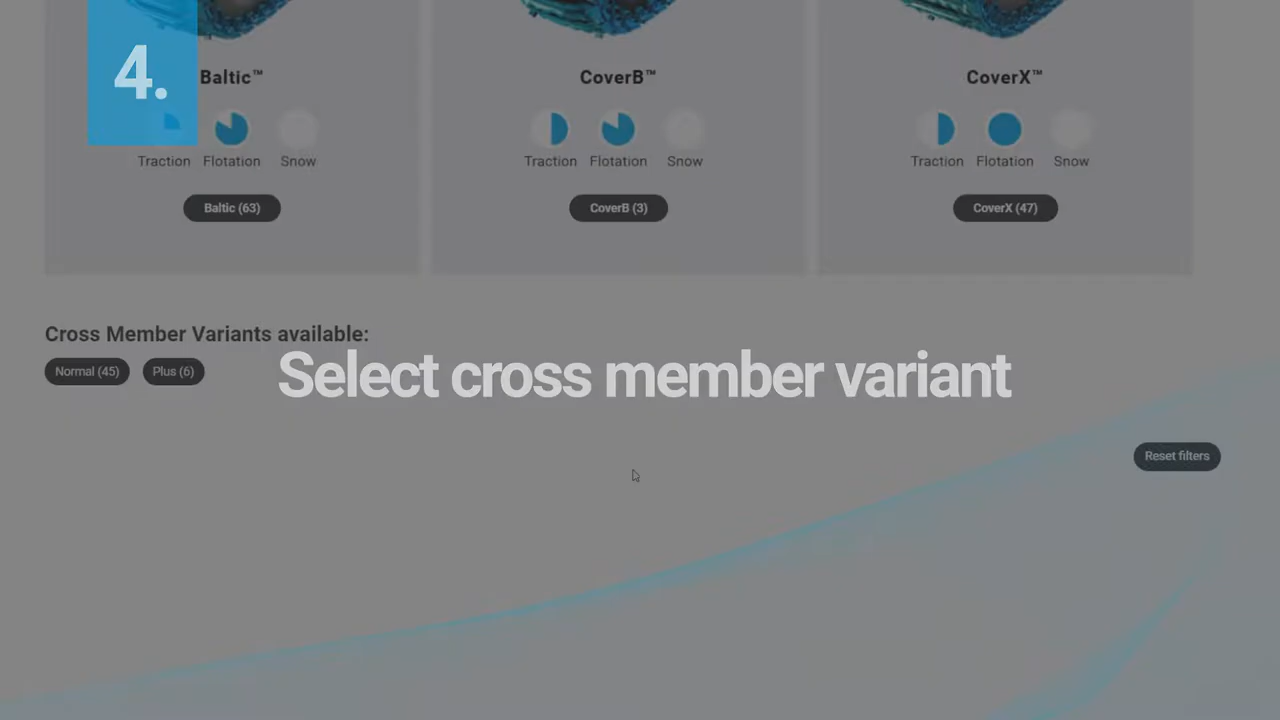 4.
Baltic™
CoverB™
CoverX™
Traction Flotation Snow
Traction Flotation Snow
Traction Flotation Snow
Baltic (63)
CoverB (3)
CoverX (47)
Cross Member Variants available:
Normal (45) Plus (6)
Select cross member variant
Reset filters